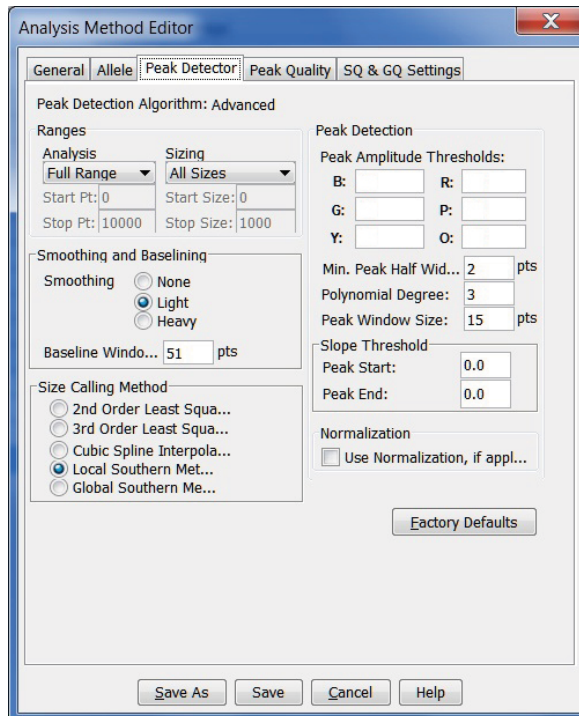 Analysis Method Editor
General Allele Peak Detector Peak Quality SQ & GQ Settings
Peak Detection Algorithm: Advanced
Ranges
Analysis Sizing
Full Range All Sizes
Start Pt: 0 Start Size: 0
Stop Pt: 10000 Stop Size: 1000
Smoothing and Baselining
Smoothing None
Light
Heavy
Baseline Windo... 51 pts
Size Calling Method
2nd Order Least Squa...
3rd Order Least Squa...
Cubic Spline Interpola...
Local Southern Met...
Global Southern Me...
Peak Detection
Peak Amplitude Thresholds:
B: R:
G: P:
Y: O:
Min. Peak Half Wid... 2 pts
Polynomial Degree: 3
Peak Window Size: 15 pts
Slope Threshold
Peak Start: 0.0
Peak End: 0.0
Normalization
Use Normalization, if appl...
Factory Defaults
Save As Save Cancel Help